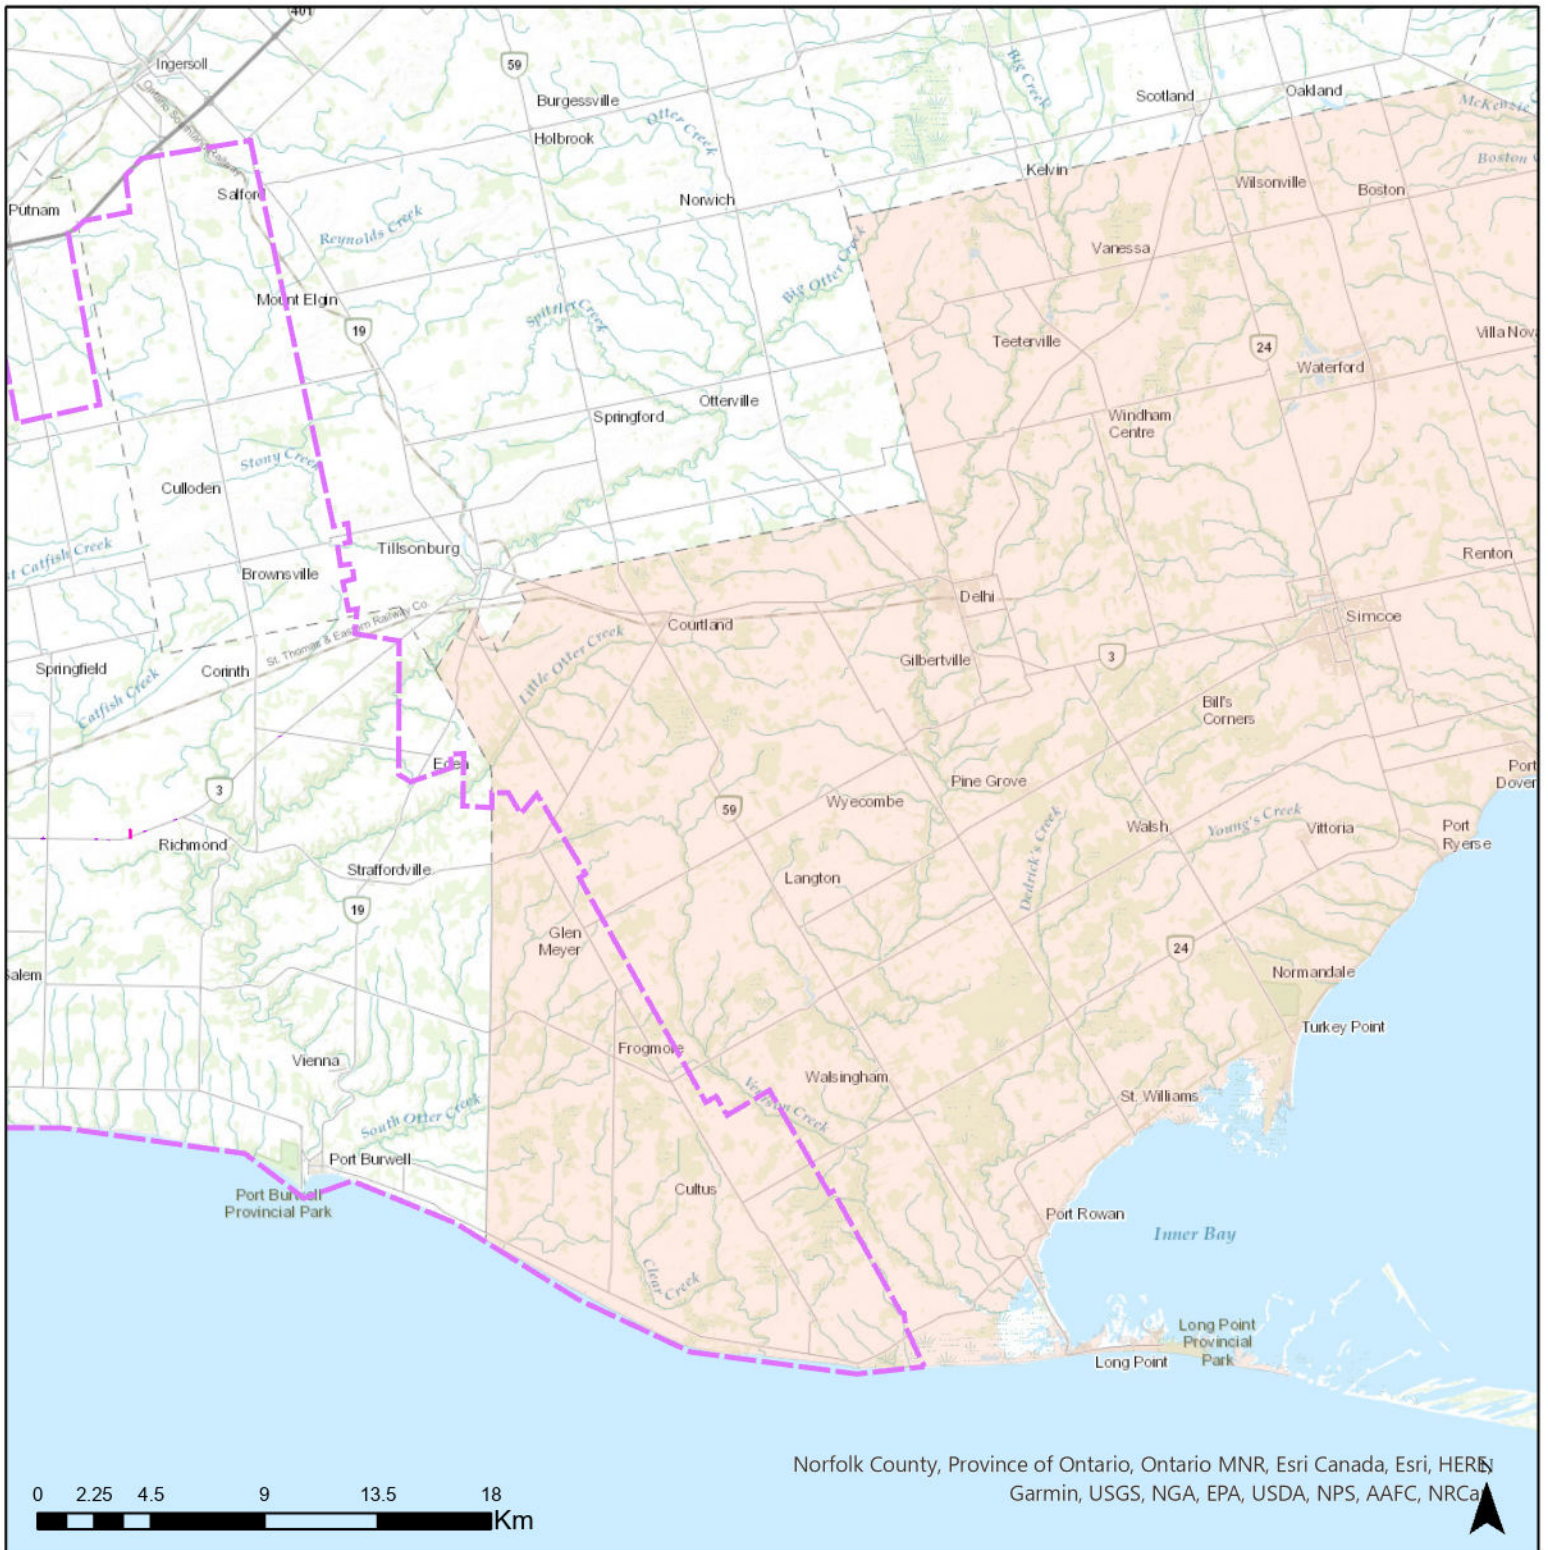 401
Ingersoll
59
Burgessville
Holbrook
Otter Creek
Big Creek
Scotland
Oakland
McKenzie
Ontario Southland Railway
Boston
Kelvin
Wilsonville
Boston
Salford
Putnam
Norwich
Reynolds Creek
Vanessa
Big Otter Creek
Mount Elgin
Spittler Creek
19
Teeterville
24
Villa Nova
Waterford
Otterville
Springford
Windham
Centre
Stony Creek
Culloden
st Catfish Creek
Tillsonburg
Brownsville
Renton
Delhi
Simcoe
St. Thomas & Eastern Railway Co.
Courtland
Little Otter Creek
Gilbertville
3
Springfield
Corinth
Catfish Creek
Bill's
Corners
Eden
3
Pine Grove
Port
Dover
59
Wyecombe
Dedrick's Creek
Walsh
Young's Creek
Vittoria
Port
Ryerse
Richmond
Straffordville
Langton
19
Glen
Meyer
24
Salem
Normandale
Turkey Point
Frogmore
Vienna
Walsingham
Venison Creek
St. Williams
South Otter Creek
Port Burwell
Port Burwell
Provincial Park
Cultus
Port Rowan
Inner Bay
Clear Creek
Long Point
Provincial
Park
Long Point
Norfolk County, Province of Ontario, Ontario MNR, Esri Canada, Esri, HERE,
N
Garmin, USGS, NGA, EPA, USDA, NPS, AAFC, NRCa
0 2.25 4.5 9 13.5 18
Km